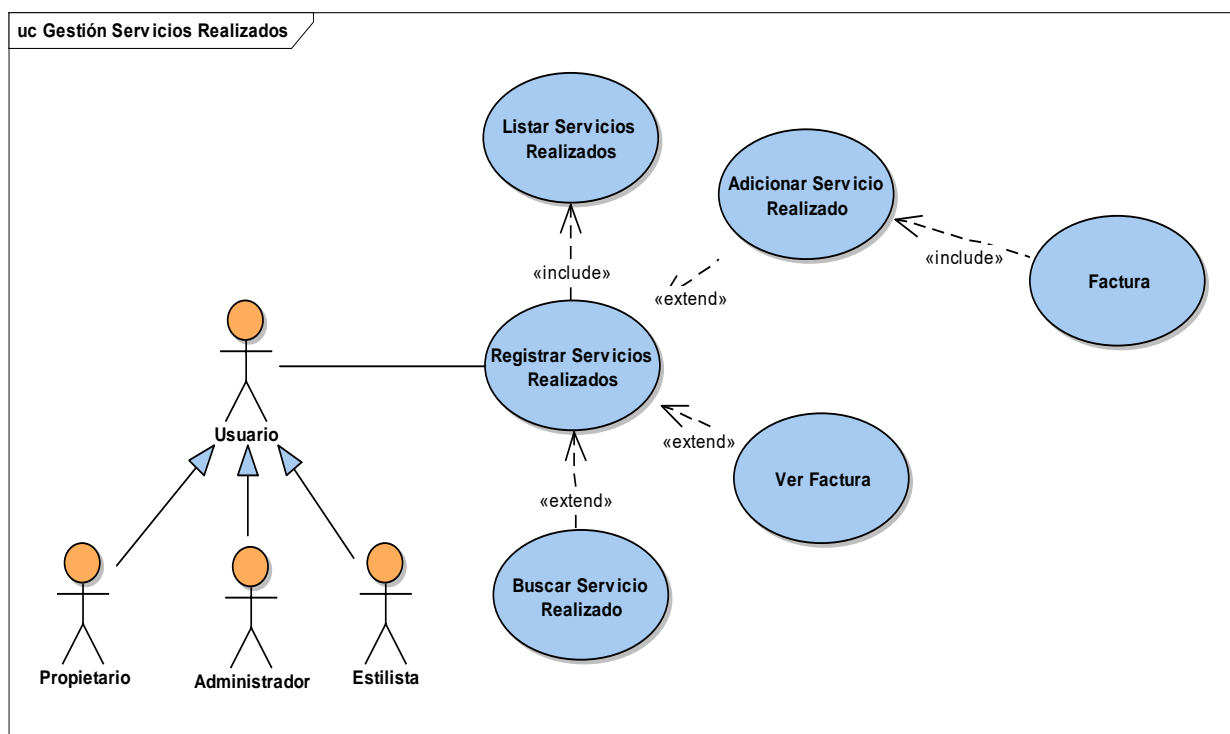 uc Gestión Servicios Realizados
Listar Servicios
Realizados
Adicionar Servicio
Realizado
«include»
Factura
«include»
«extend»
Registrar Servicios
Realizados
Usuario
«extend»
Ver Factura
«extend»
Buscar Servicio
Realizado
Propietario
Administrador
Estilista